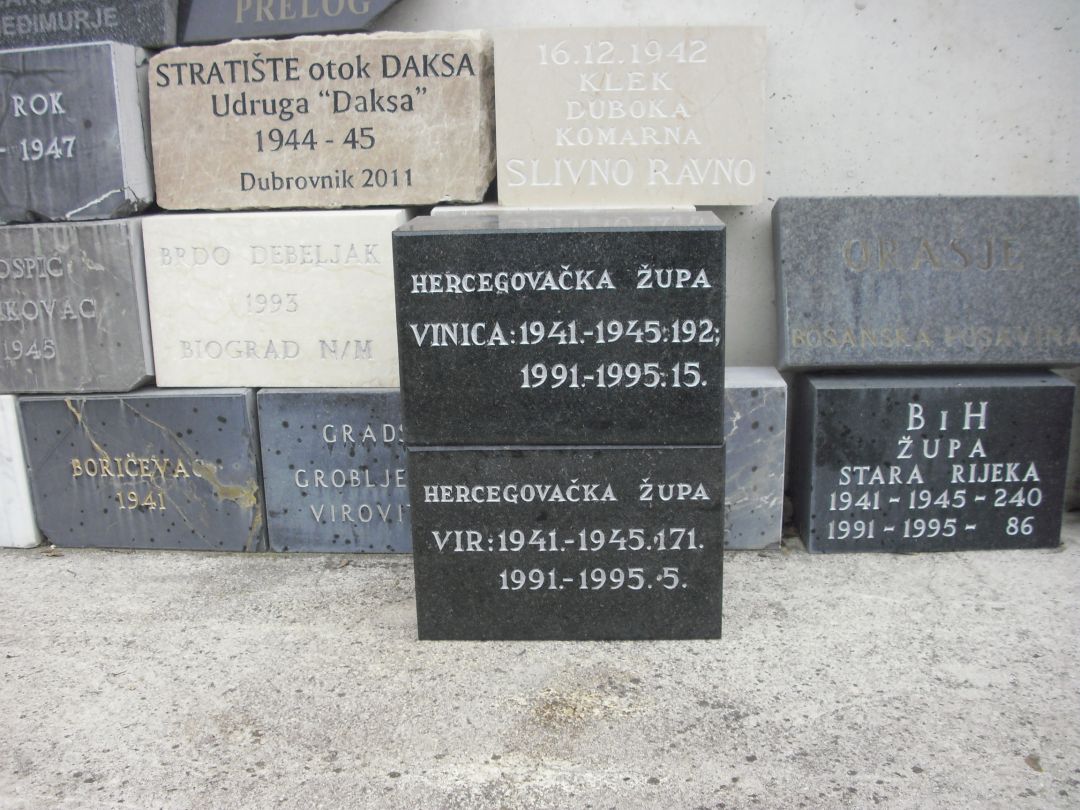 PRELOG
STRATIŠTE otok DAKSA
Udruga "Daksa"
1944 - 45
Dubrovnik 2011
16.12.1942
KLEK
DUBOKA
KOMARNA
SLIVNO RAVNO
ROK
- 1947
OSPIĆ
1945
BRDO DEBELJAK
1993
BIOGRAD N/M
HERCEGOVAČKA ŽUPA
VINICA: 1941.-1945.192;
1991.-1995.15.
ORAŠJE
BOSANSKA POSAVINA
BORIČEVAC
1941
GRADS
GROBLJE
VIROVIT
HERCEGOVAČKA ŽUPA
VIR: 1941.-1945.171.
1991.-1995.5.
B i H
ŽUPA
STARA RIJEKA
1941 - 1945 - 240
1991 - 1995 - 86